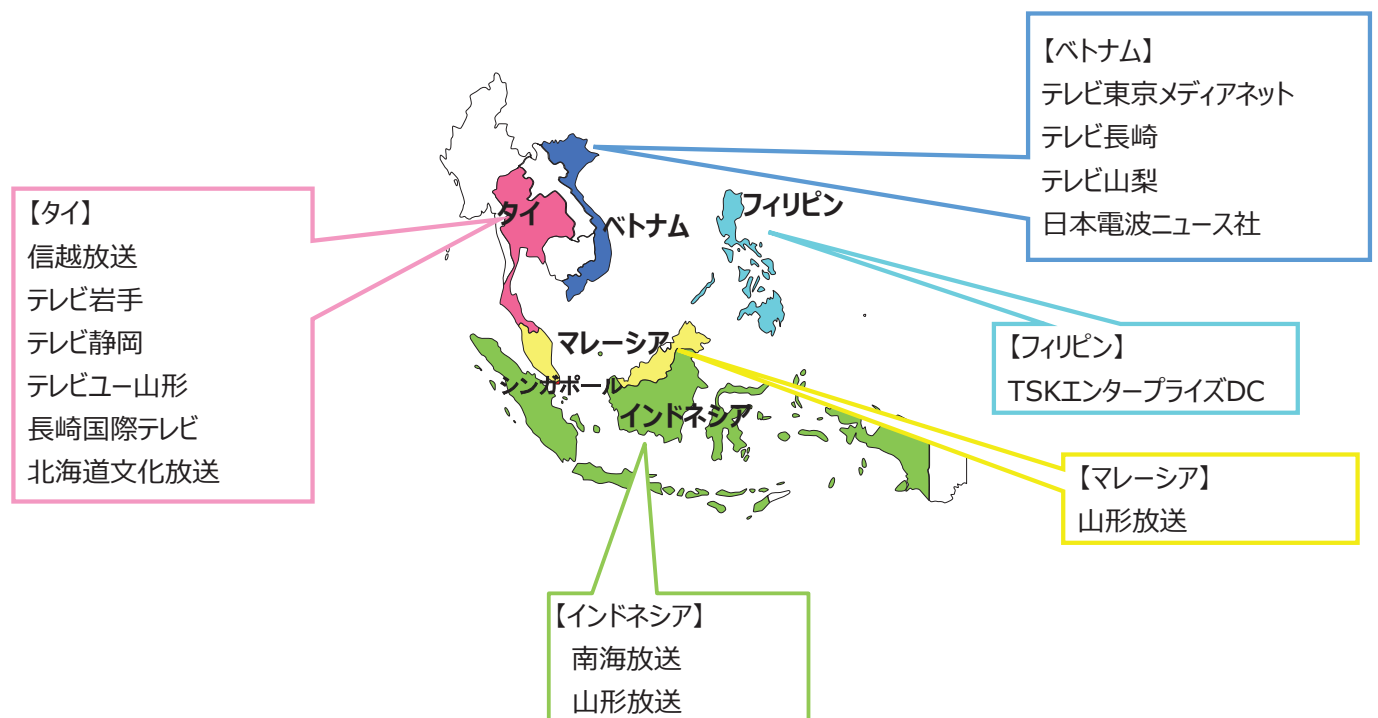 【ベトナム】
テレビ東京メディアネット
テレビ長崎
テレビ山梨
日本電波ニュース社
【タイ】
信越放送
テレビ岩手
テレビ静岡
テレビユー山形
長崎国際テレビ
北海道文化放送
タイ
ベトナム
フィリピン
マレーシア
シンガポール
インドネシア
【フィリピン】
TSKエンタープライズDC
【マレーシア】
山形放送
【インドネシア】
南海放送
山形放送